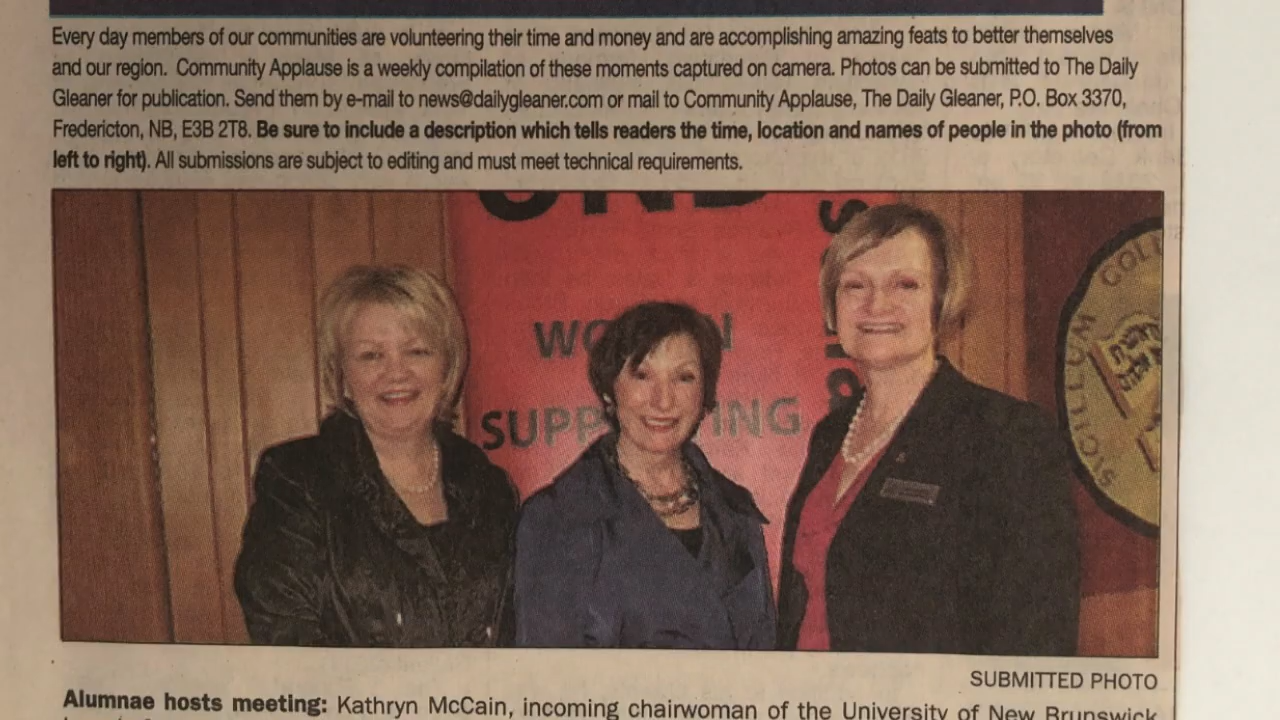 Every day members of our communities are volunteering their time and money and are accomplishing amazing feats to better themselves
and our region. Community Applause is a weekly compilation of these moments captured on camera. Photos can be submitted to The Daily
Gleaner for publication. Send them by e-mail to news@dailygleaner.com or mail to Community Applause, The Daily Gleaner, P.O. Box 3370,
Fredericton, NB, E3B 2T8. Be sure to include a description which tells readers the time, location and names of people in the photo (from
left to right). All submissions are subject to editing and must meet technical requirements.
UNB
SUBMITTED PHOTO
Alumnae hosts meeting: Kathryn McCain, incoming chairwoman of the University of New Brunswick